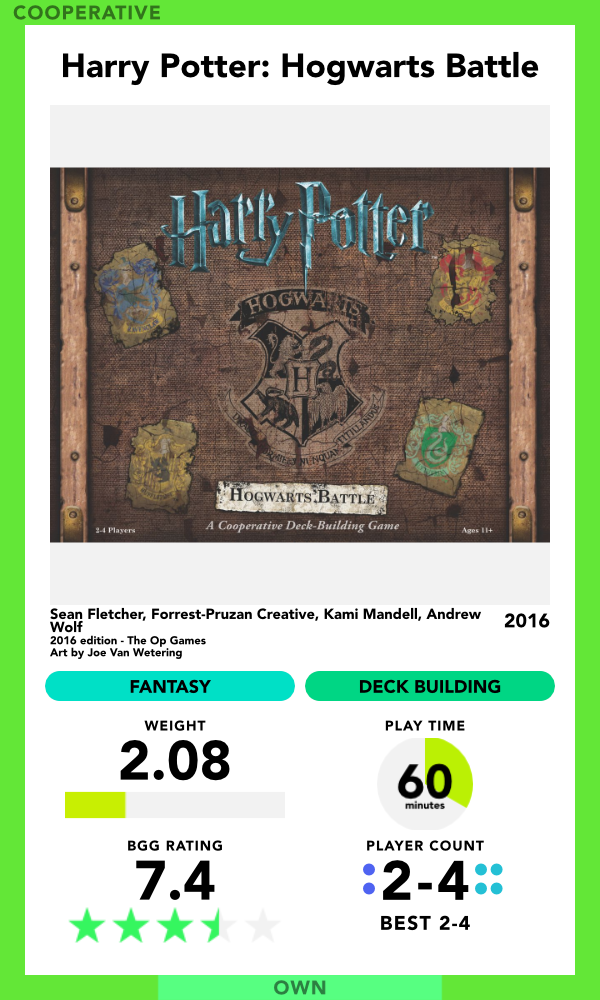 COOPERATIVE
Harry Potter: Hogwarts Battle
Harry Potter
HOGWARTS
H
HOGWARTS BATTLE
A Cooperative Deck-Building Game
2-4 Players
Ages 11+
Sean Fletcher, Forrest-Pruzan Creative, Kami Mandell, Andrew
Wolf
2016
2016 edition - The Op Games
Art by Joe Van Wetering
FANTASY
DECK BUILDING
WEIGHT
2.08
PLAY TIME
60
minutes
BGG RATING
7.4
PLAYER COUNT
2-4
BEST 2-4
OWN